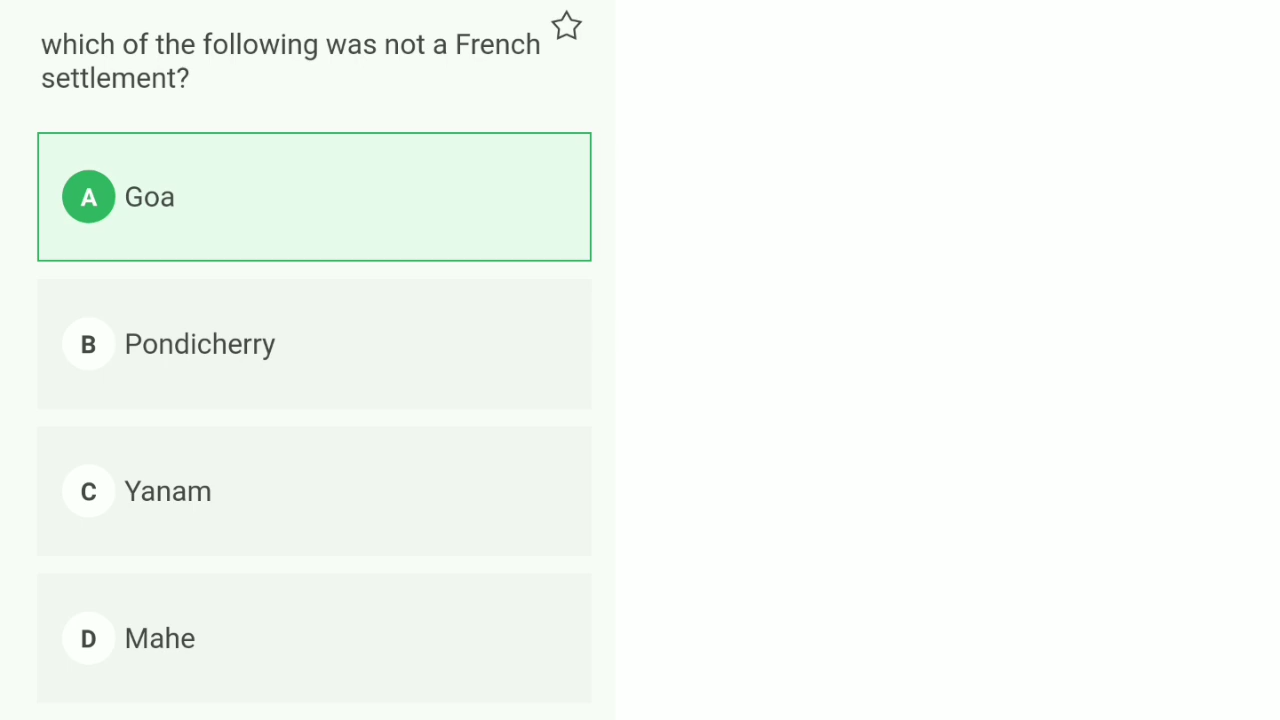 which of the following was not a French
settlement?
A Goa
B Pondicherry
C Yanam
D Mahe